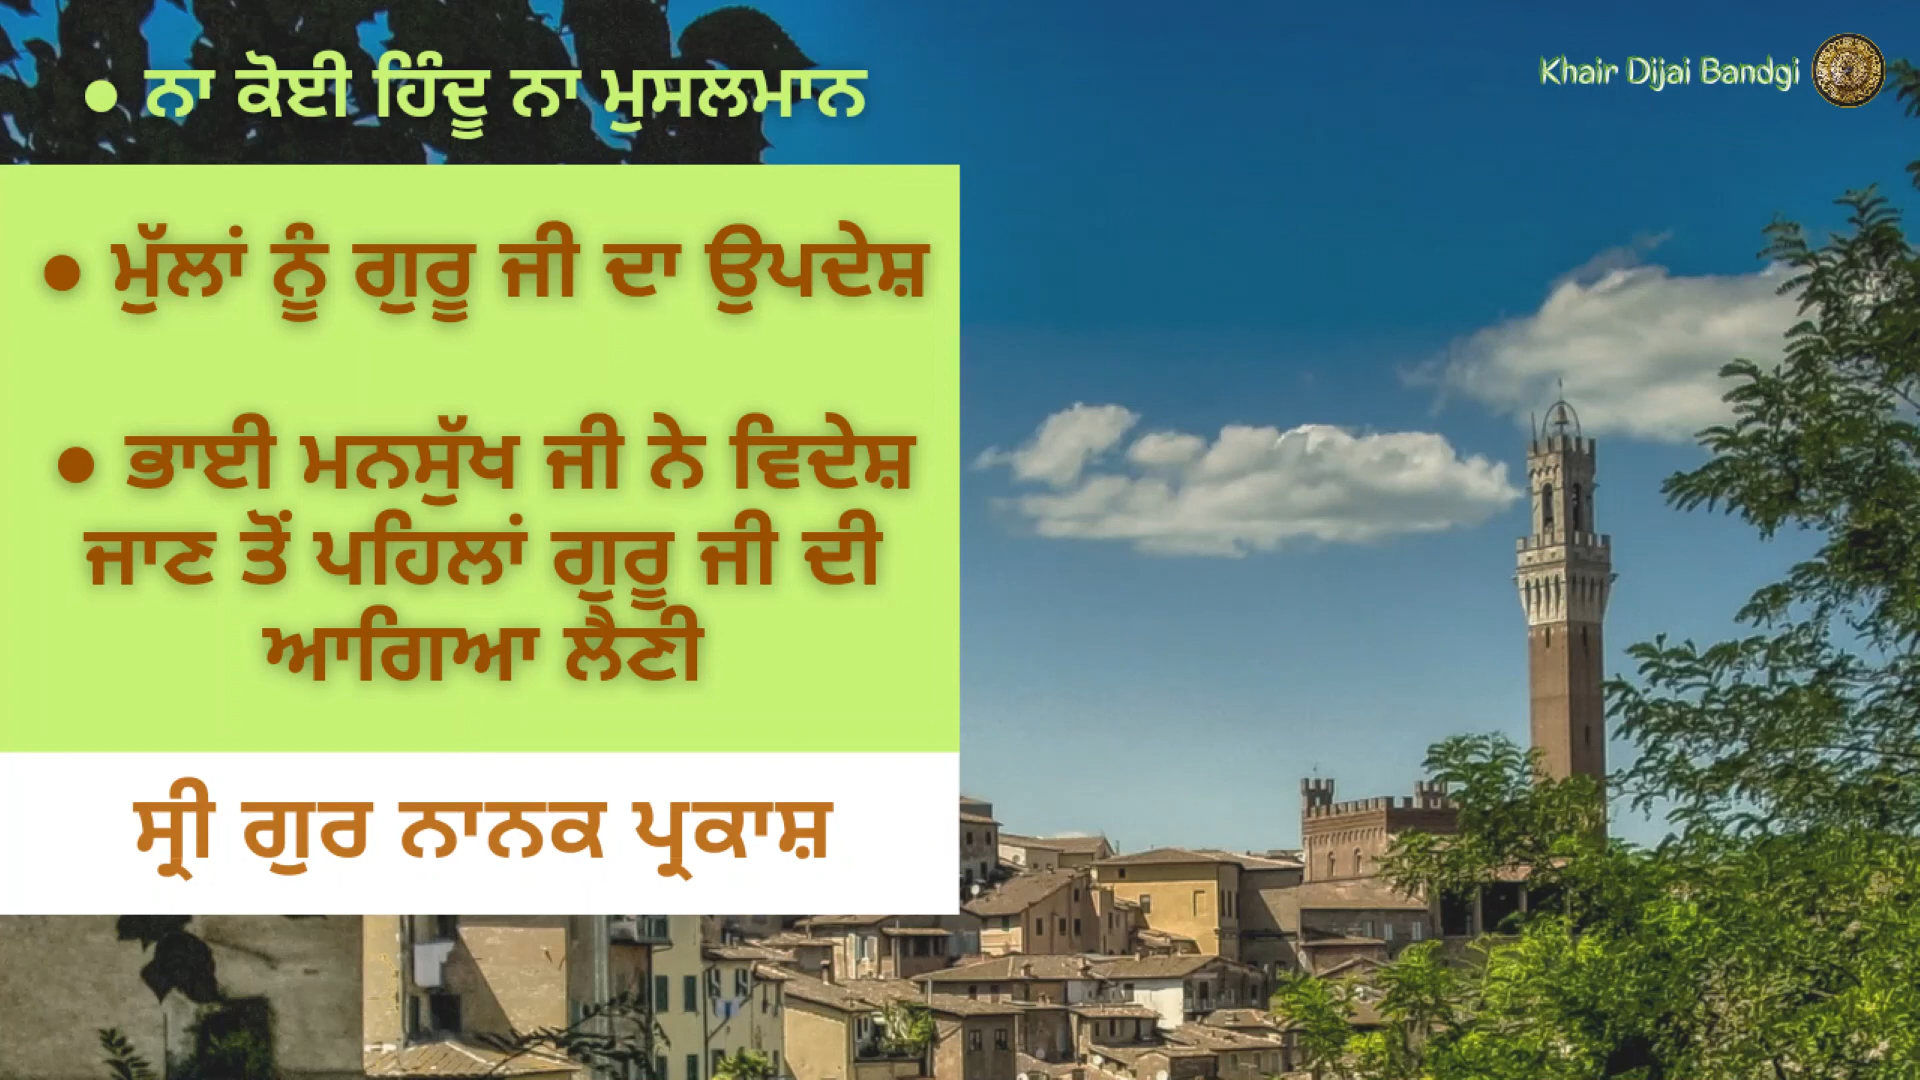 • ਨਾ ਕੋਈ ਹਿੰਦੂ ਨਾ ਮੁਸਲਮਾਨ
Khair Dijai Bandgi
• ਮੁੱਲਾਂ ਨੂੰ ਗੁਰੂ ਜੀ ਦਾ ਉਪਦੇਸ਼
• ਭਾਈ ਮਨਸੁੱਖ ਜੀ ਨੇ ਵਿਦੇਸ਼
ਜਾਣ ਤੋਂ ਪਹਿਲਾਂ ਗੁਰੂ ਜੀ ਦੀ
ਆਗਿਆ ਲੈਣੀ
ਸ੍ਰੀ ਗੁਰ ਨਾਨਕ ਪ੍ਰਕਾਸ਼